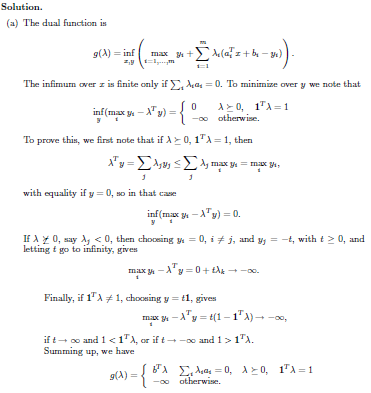 Solution.
(a) The dual function is
g(λ) = inf_{x,y} ( max_{i=1,...,m} y_i + ∑_{i=1}^{m} λ_i(a_i^T x + b_i − y_i) ).
The infimum over x is finite only if ∑_i λ_i a_i = 0. To minimize over y we note that
inf_y (max_i y_i − λ^T y) = { 0 λ ⪰ 0, 1^T λ = 1
−∞ otherwise.
To prove this, we first note that if λ ⪰ 0, 1^T λ = 1, then
λ^T y = ∑_j λ_j y_j ≤ ∑_j λ_j max_i y_i = max_i y_i,
with equality if y = 0, so in that case
inf_y (max_i y_i − λ^T y) = 0.
If λ ⋡ 0, say λ_j < 0, then choosing y_i = 0, i ≠ j, and y_j = −t, with t ≥ 0, and
letting t go to infinity, gives
max_i y_i − λ^T y = 0 + tλ_k → −∞.
Finally, if 1^T λ ≠ 1, choosing y = t1, gives
max_i y_i − λ^T y = t(1 − 1^T λ) → −∞,
if t → ∞ and 1 < 1^T λ, or if t → −∞ and 1 > 1^T λ.
Summing up, we have
g(λ) = { b^T λ ∑_i λ_i a_i = 0, λ ⪰ 0, 1^T λ = 1
−∞ otherwise.